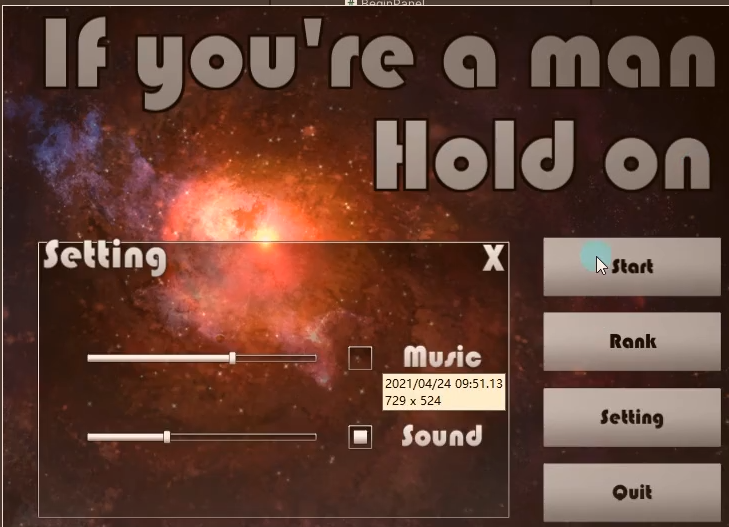 # BeginPanel
If you're a man
Hold on
Setting
X
Start
Rank
Music
2021/04/24 09:51.13
729 x 524
Setting
Sound
Quit